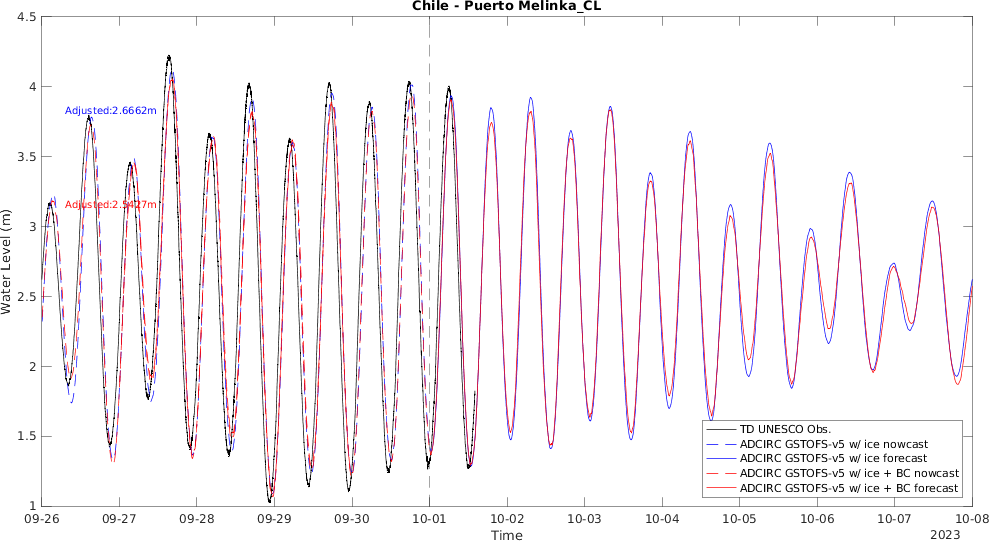 Chile - Puerto Melinka_CL
4.5
4
3.5
3
2.5
2
1.5
1
Water Level (m)
Adjusted:2.6662m
Adjusted:2.5427m
TD UNESCO Obs.
ADCIRC GSTOFS-v5 w/ ice nowcast
ADCIRC GSTOFS-v5 w/ ice forecast
ADCIRC GSTOFS-v5 w/ ice + BC nowcast
ADCIRC GSTOFS-v5 w/ ice + BC forecast
09-26 09-27 09-28 09-29 09-30 10-01 10-02 10-03 10-04 10-05 10-06 10-07 10-08
Time
2023